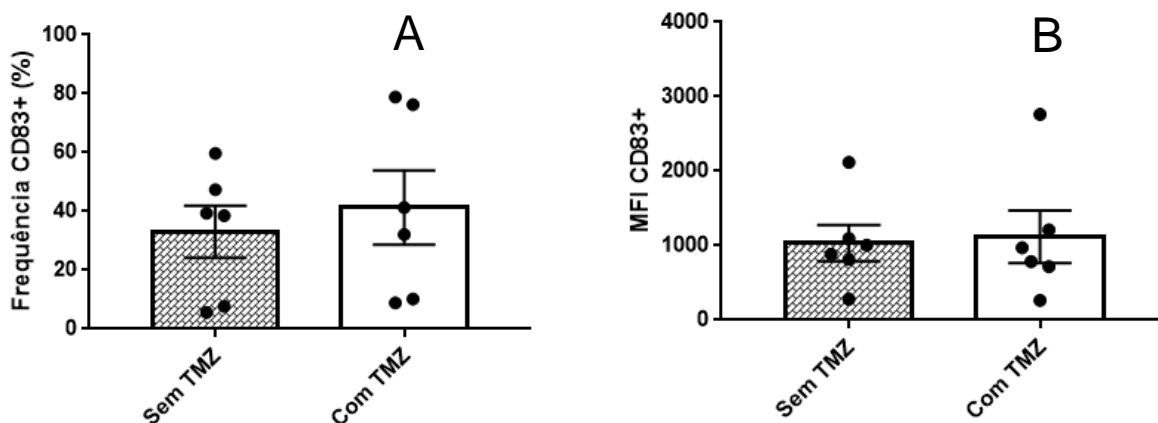 A
Frequência CD83+ (%)
100
80
60
40
20
0
Sem TMZ
Com TMZ
B
MFI CD83+
4000
3000
2000
1000
0
Sem TMZ
Com TMZ